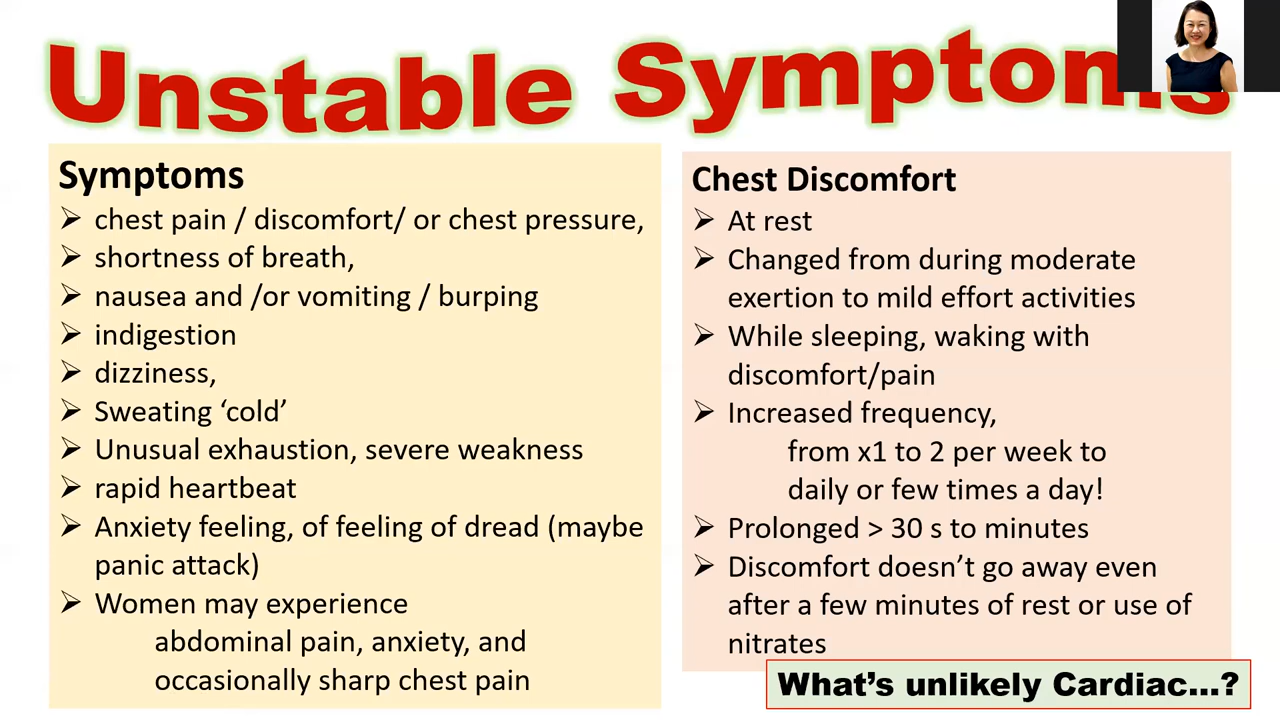 Unstable Symptoms
Symptoms
➢ chest pain / discomfort/ or chest pressure,
➢ shortness of breath,
➢ nausea and /or vomiting / burping
➢ indigestion
➢ dizziness,
➢ Sweating ‘cold’
➢ Unusual exhaustion, severe weakness
➢ rapid heartbeat
➢ Anxiety feeling, of feeling of dread (maybe
panic attack)
➢ Women may experience
abdominal pain, anxiety, and
occasionally sharp chest pain
Chest Discomfort
➢ At rest
➢ Changed from during moderate
exertion to mild effort activities
➢ While sleeping, waking with
discomfort/pain
➢ Increased frequency,
from x1 to 2 per week to
daily or few times a day!
➢ Prolonged > 30 s to minutes
➢ Discomfort doesn’t go away even
after a few minutes of rest or use of
nitrates
What’s unlikely Cardiac...?